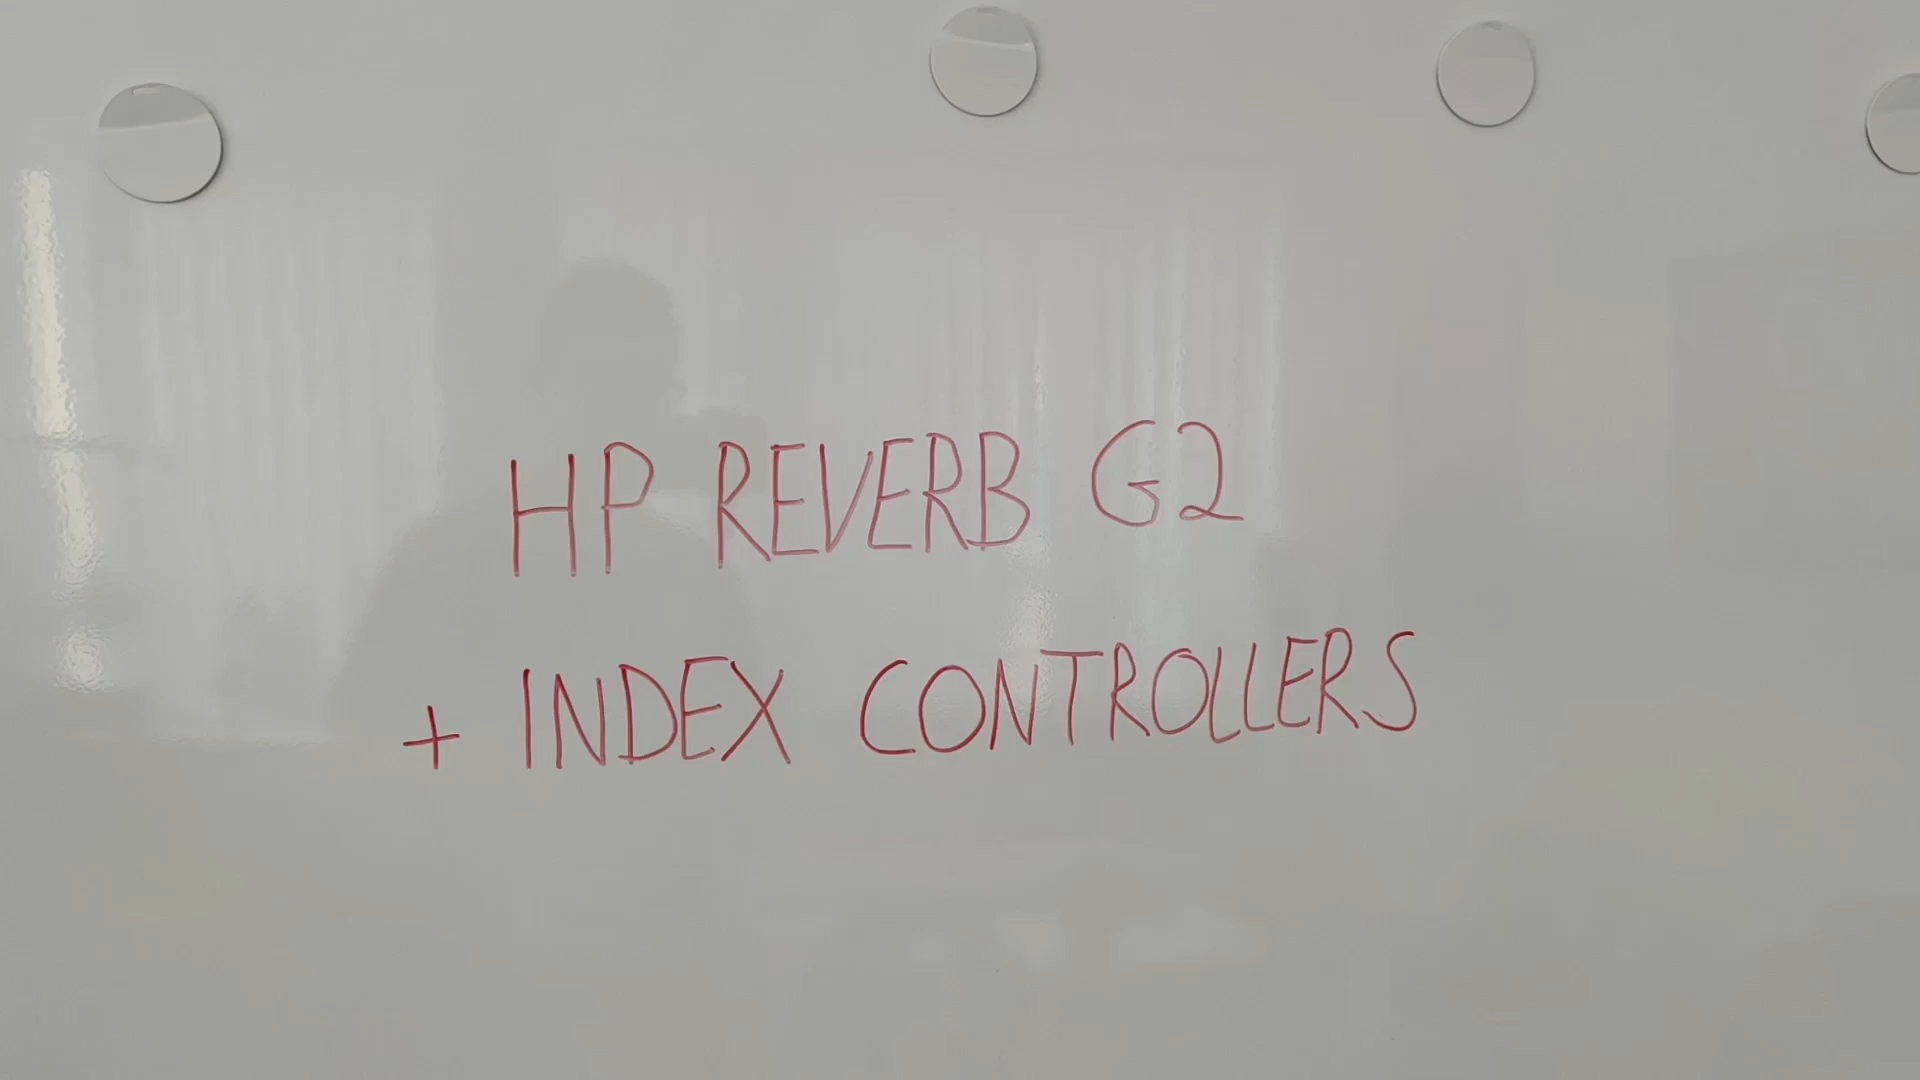 HP REVERB G2
+ INDEX CONTROLLERS